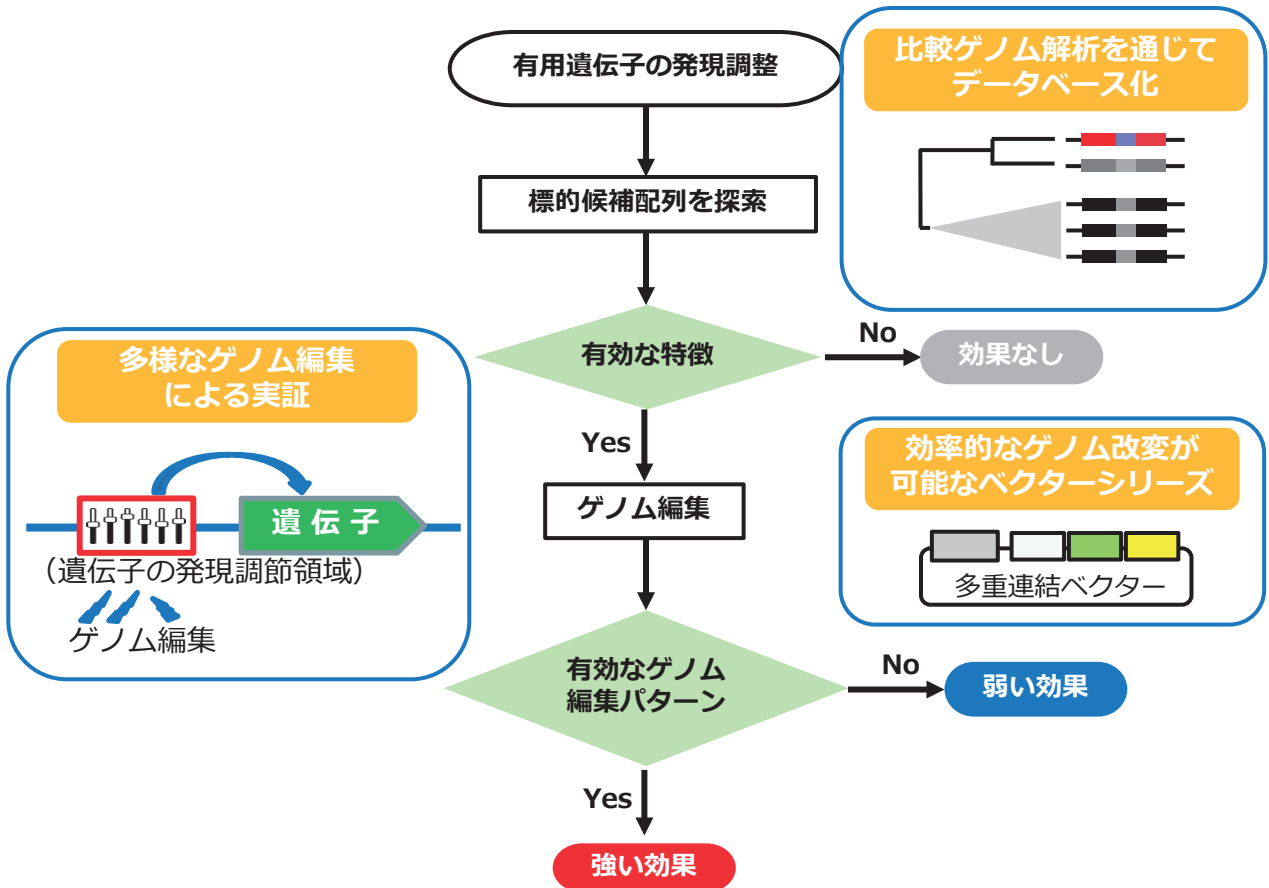 有用遺伝子の発現調整
比較ゲノム解析を通じて
データベース化
標的候補配列を探索
有効な特徴
No
効果なし
Yes
多様なゲノム編集
による実証
遺伝子
(遺伝子の発現調節領域)
ゲノム編集
ゲノム編集
効率的なゲノム改変が
可能なベクターシリーズ
多重連結ベクター
有効なゲノム
編集パターン
No
弱い効果
Yes
強い効果